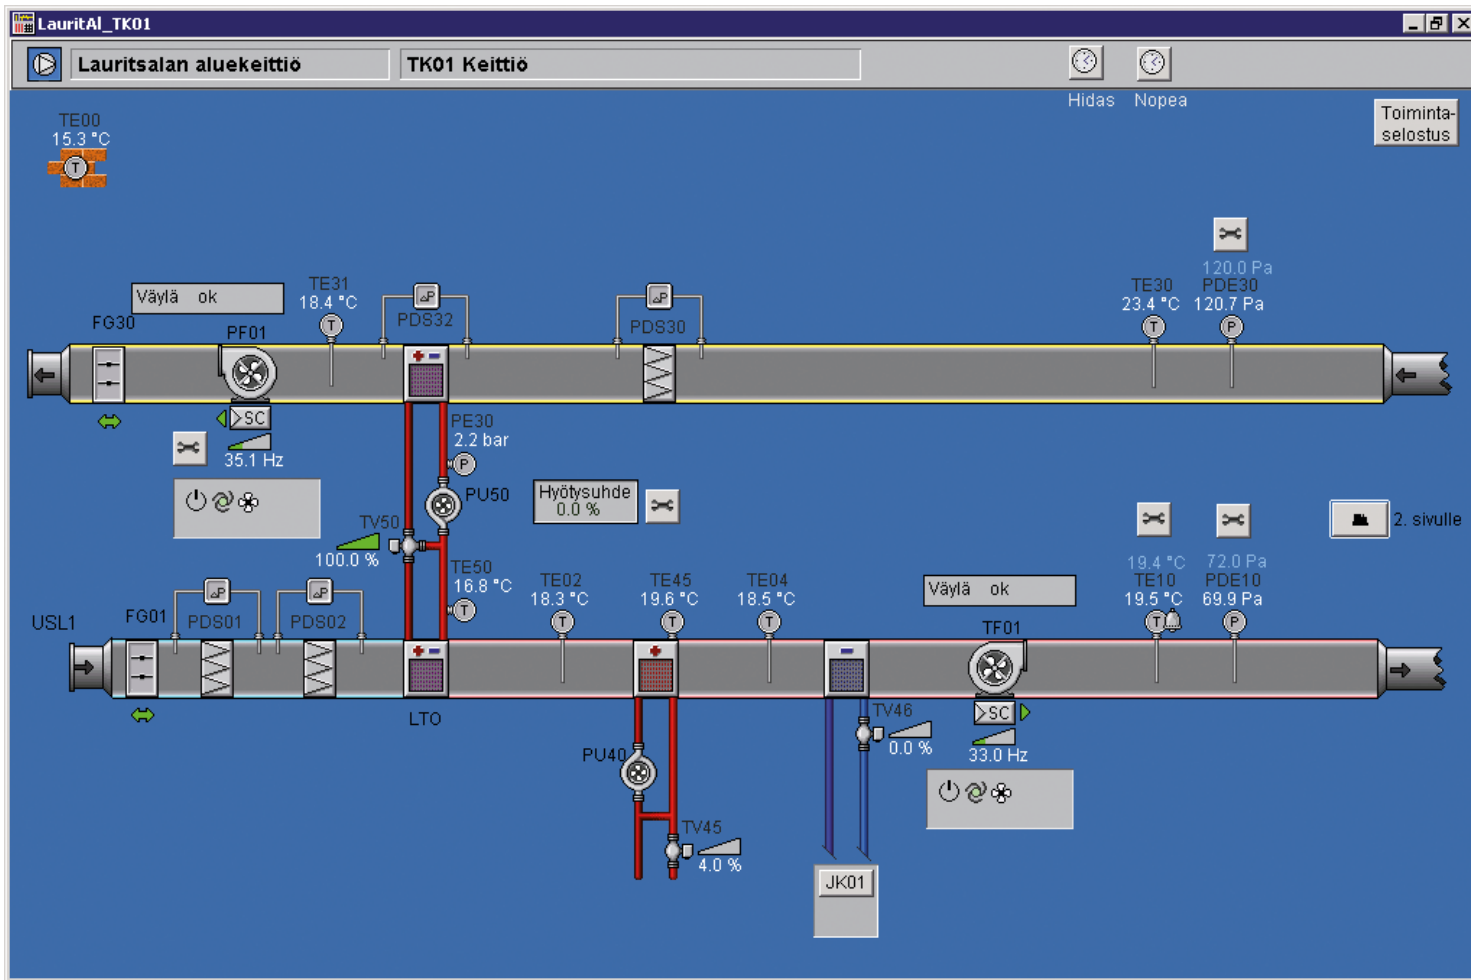 LauritAl_TK01
Lauritsalan aluekeittiö
TK01 Keittiö
Hidas
Nopea
Toiminta-
selostus
TE00
15.3 °C
T
120.0 Pa
TE31
18.4 °C
TE30
23.4 °C
PDE30
120.7 Pa
Väylä ok
FG30
PF01
T
PDS32
PDS30
T
P
>SC
35.1 Hz
PE30
2.2 bar
P
PU50
Hyötysuhde
0.0 %
TV50
100.0 %
2. sivulle
TE50
16.8 °C
T
TE02
18.3 °C
TE45
19.6 °C
TE04
18.5 °C
Väylä ok
19.4 °C
TE10
19.5 °C
72.0 Pa
PDE10
69.9 Pa
USL1
FG01
PDS01
PDS02
T
T
T
TF01
T
P
LTO
TV46
0.0 %
>SC
33.0 Hz
PU40
TV45
4.0 %
JK01